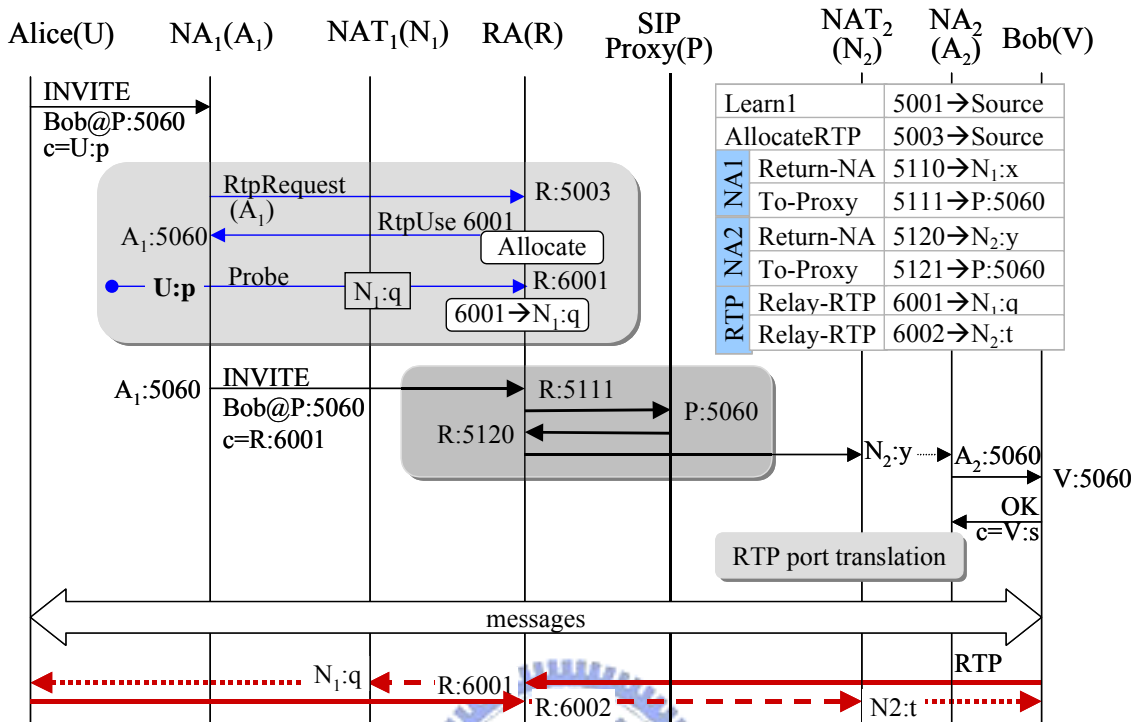 Alice(U)
NA1(A1)
NAT1(N1)
RA(R)
SIP
Proxy(P)
NAT2
(N2)
NA2
(A2)
Bob(V)
INVITE
Bob@P:5060
c=U:p
Learn1 5001→Source
AllocateRTP 5003→Source
NA1
Return-NA 5110→N1:x
To-Proxy 5111→P:5060
NA2
Return-NA 5120→N2:y
To-Proxy 5121→P:5060
RTP
Relay-RTP 6001→N1:q
Relay-RTP 6002→N2:t
RtpRequest
(A1)
R:5003
A1:5060
RtpUse 6001
Allocate
U:p
Probe
N1:q
R:6001
6001→N1:q
A1:5060
INVITE
Bob@P:5060
c=R:6001
R:5111
P:5060
R:5120
N2:y
A2:5060
V:5060
OK
c=V:s
RTP port translation
messages
RTP
N1:q
R:6001
R:6002
N2:t